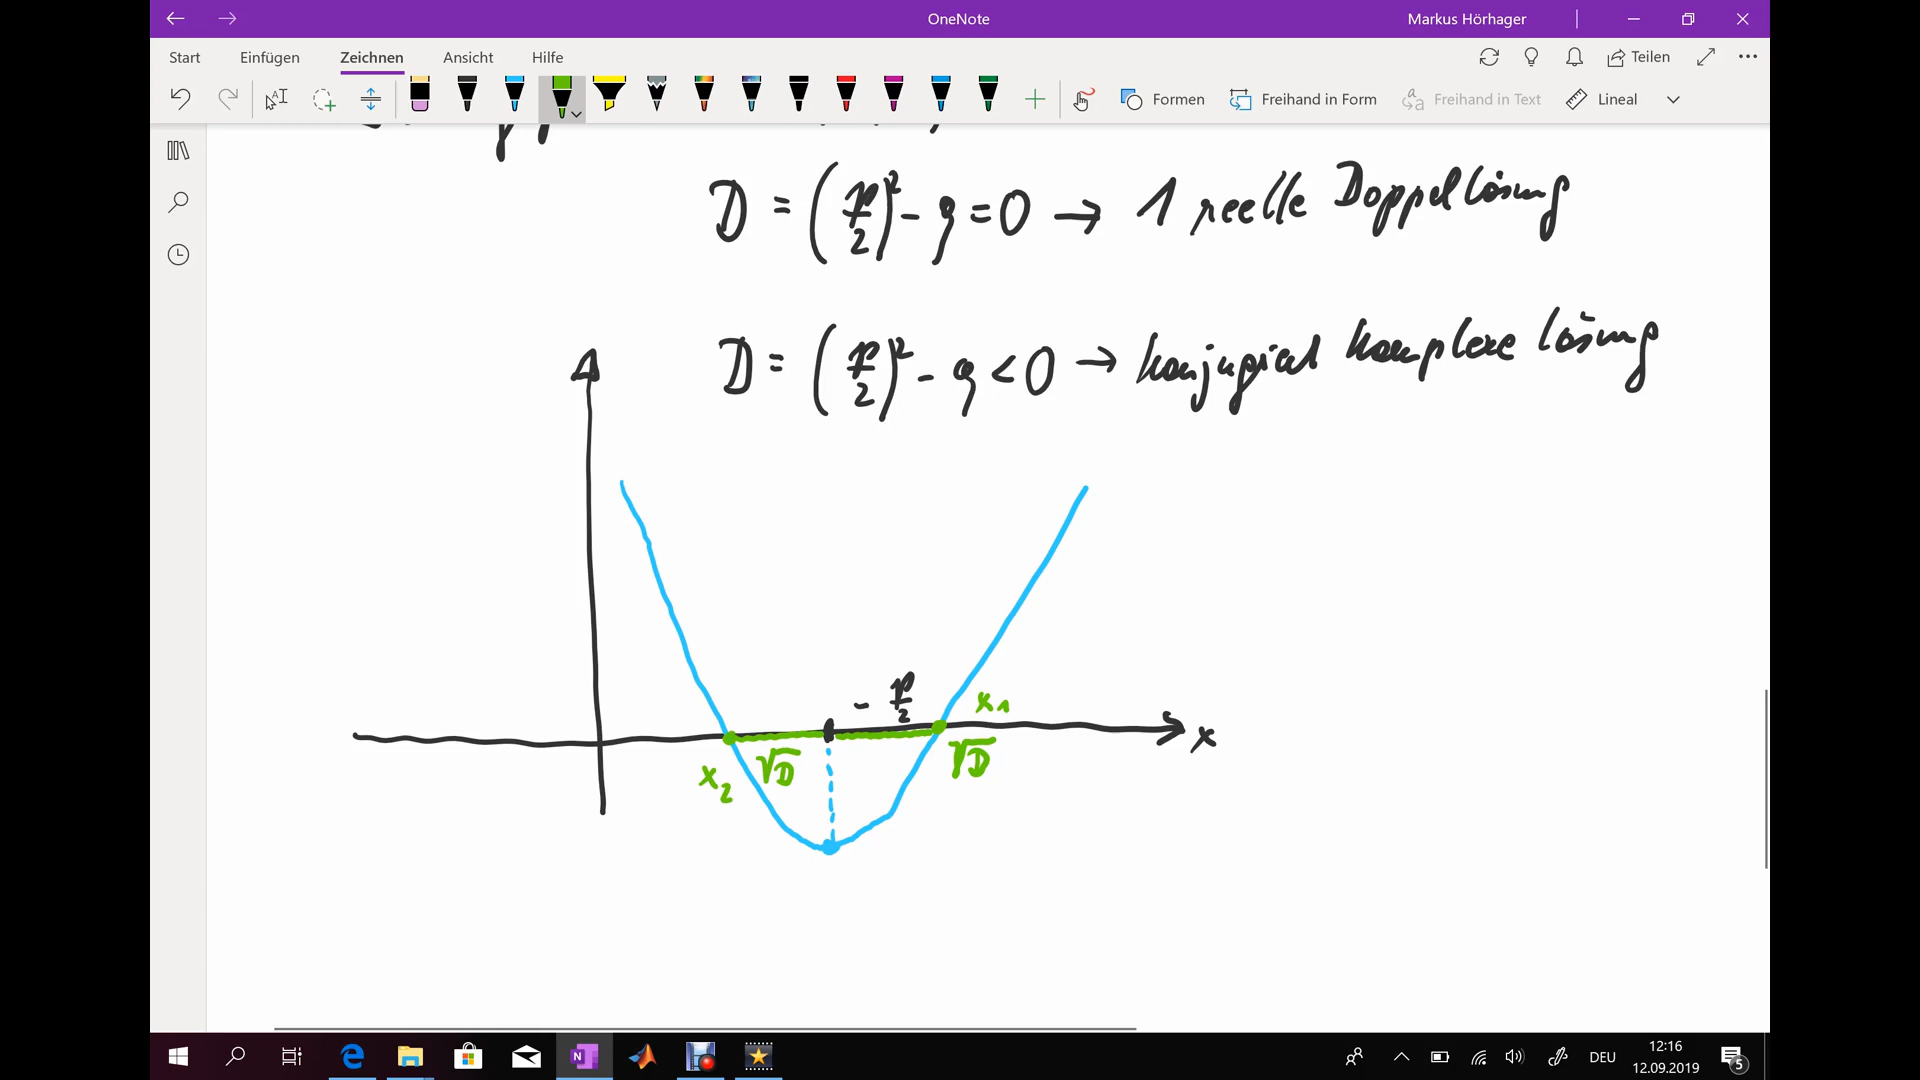 OneNote
Markus Hörhager
Start Einfügen Zeichnen Ansicht Hilfe
Teilen
Formen Freihand in Form Freihand in Text Lineal
D = (p/2)² - q = 0 → 1 reelle Doppellösung
D = (p/2)² - q < 0 → konjugiert komplexe Lösung
- p/2
x₁
x
x₂ √D √D
DEU
12:16
12.09.2019
5